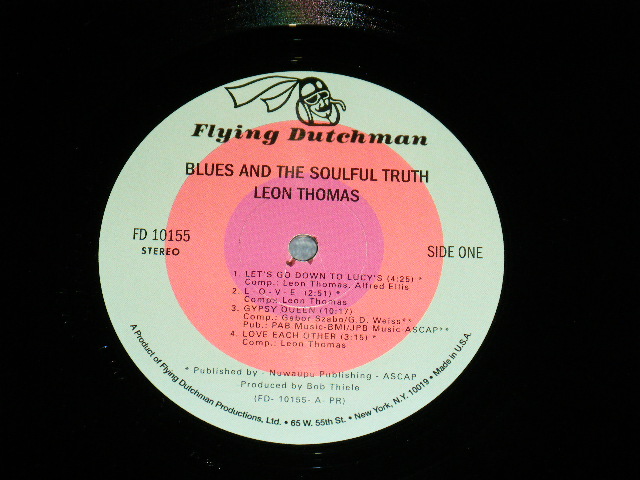 Flying Dutchman
BLUES AND THE SOULFUL TRUTH
LEON THOMAS
FD 10155
STEREO
SIDE ONE
1. LET'S GO DOWN TO LUCY'S (4:25) *
Comp.: Leon Thomas, Alfred Ellis
2. L - O - V - E (2:51) *
Comp.: Leon Thomas
3. GYPSY QUEEN (10:17)
Comp.: Gabor Szabo/G.D. Weiss**
Pub.: PAB Music-BMI/JPB Music ASCAP**
4. LOVE EACH OTHER (3:15) *
Comp.: Leon Thomas
* Published by - Nuwaupu Publishing - ASCAP
Produced by Bob Thiele
(FD- 10155- A- PR)
A Product of Flying Dutchman Productions, Ltd. • 65 W. 55th St. • New York, N.Y. 10019 • Made in U.S.A.